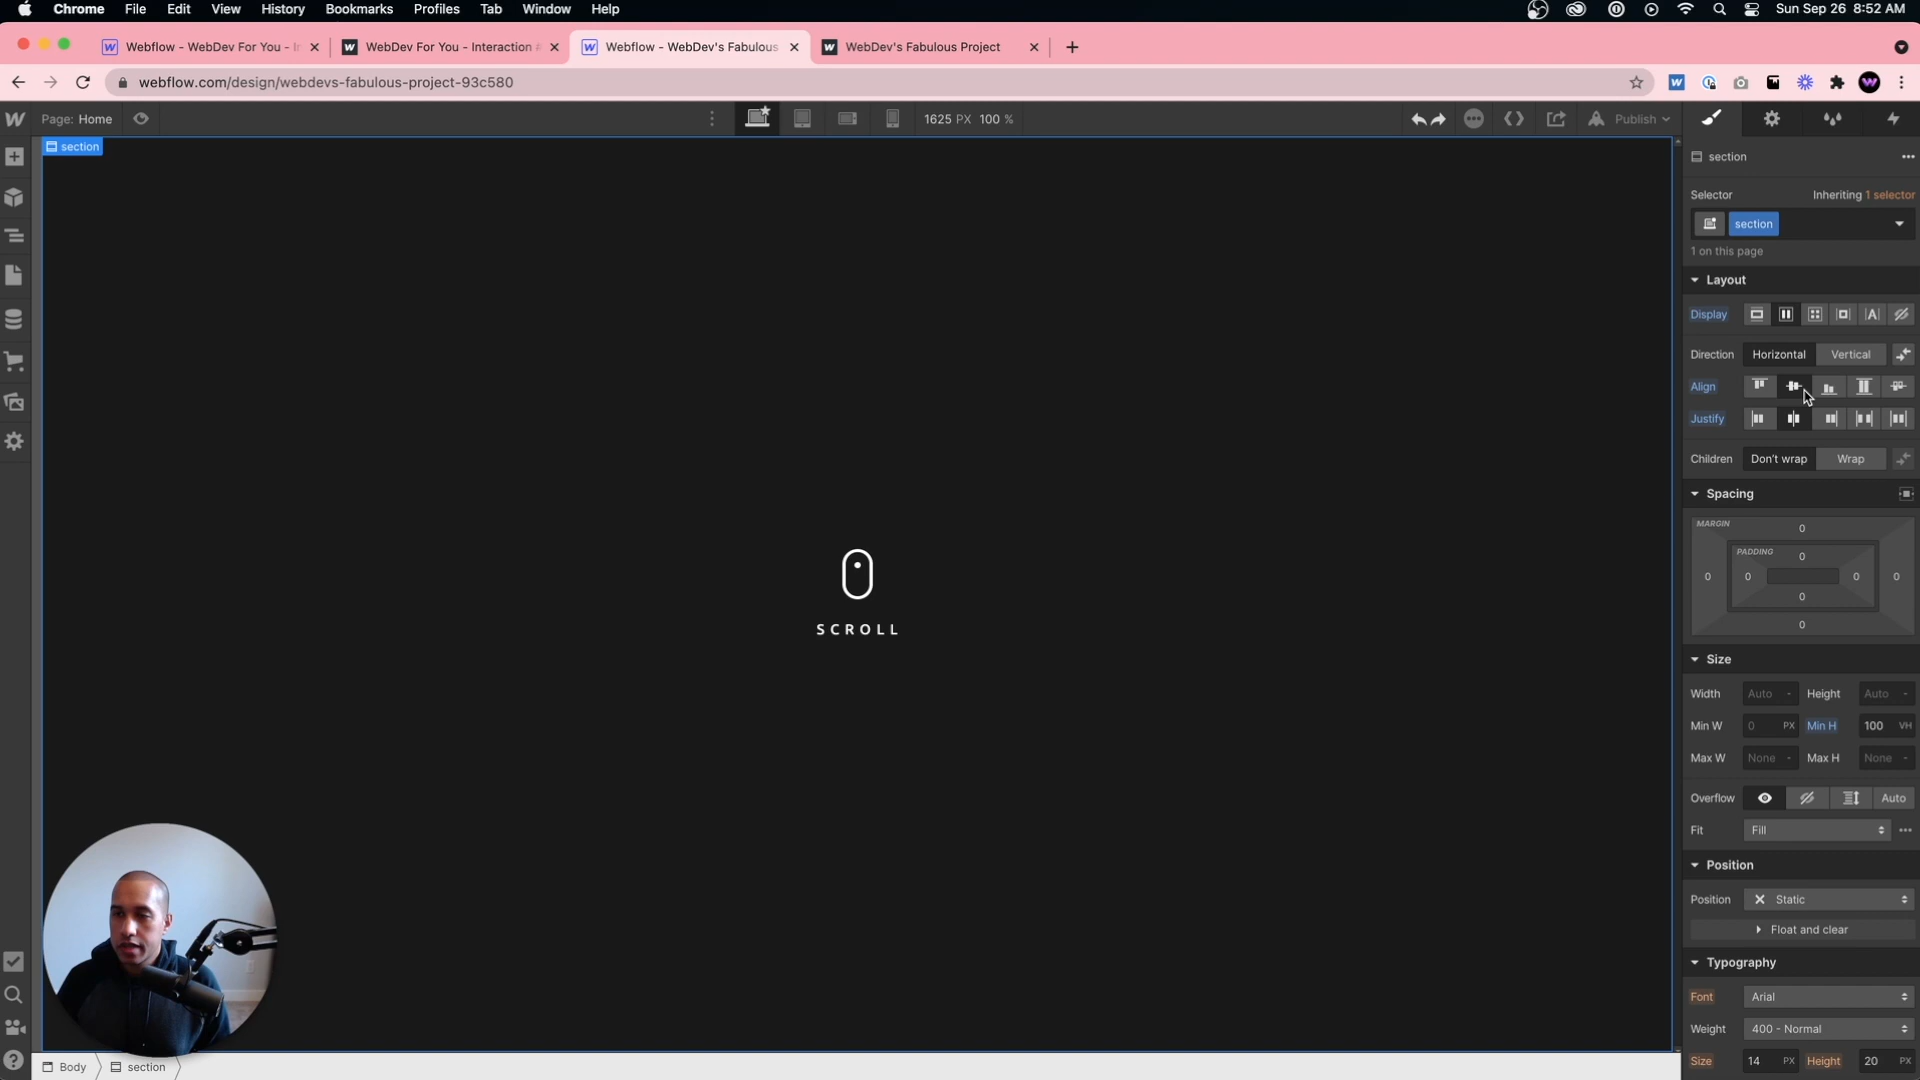 Chrome File Edit View History Bookmarks Profiles Tab Window Help Sun Sep 26 8:52 AM
Webflow - WebDev For You - I
WebDev For You - Interaction
Webflow - WebDev's Fabulous
WebDev's Fabulous Project
webflow.com/design/webdevs-fabulous-project-93c580
Page: Home
1625 PX 100 %
Publish
section
section
Selector Inheriting 1 selector
section
1 on this page
Layout
Display
Direction Horizontal Vertical
Align
Justify
Children Don't wrap Wrap
Spacing
MARGIN
0
PADDING
0
0 0 0 0
0
0
SCROLL
Size
Width Auto - Height Auto -
Min W 0 PX Min H 100 VH
Max W None - Max H None -
Overflow Auto
Fit Fill
Position
Position Static
Float and clear
Typography
Font Arial
Weight 400 - Normal
Size 14 PX Height 20 PX
Body section